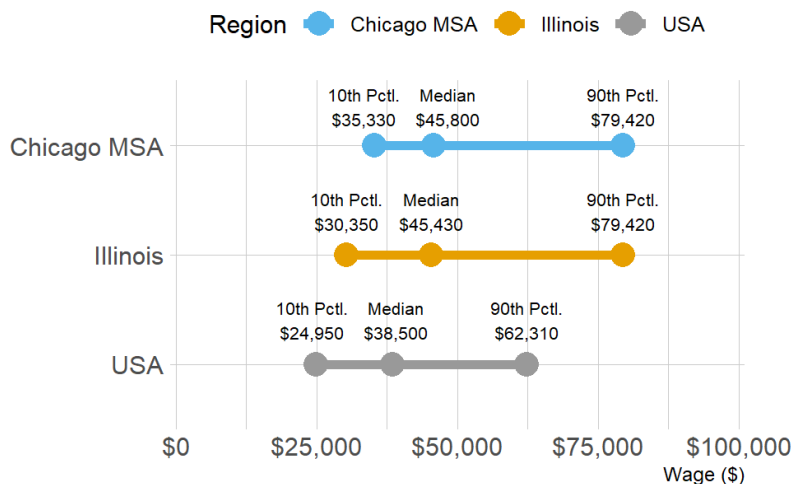 Region Chicago MSA Illinois USA
10th Pctl. Median 90th Pctl.
$35,330 $45,800 $79,420
Chicago MSA
10th Pctl. Median 90th Pctl.
$30,350 $45,430 $79,420
Illinois
10th Pctl. Median 90th Pctl.
$24,950 $38,500 $62,310
USA
$0 $25,000 $50,000 $75,000 $100,000
Wage ($)